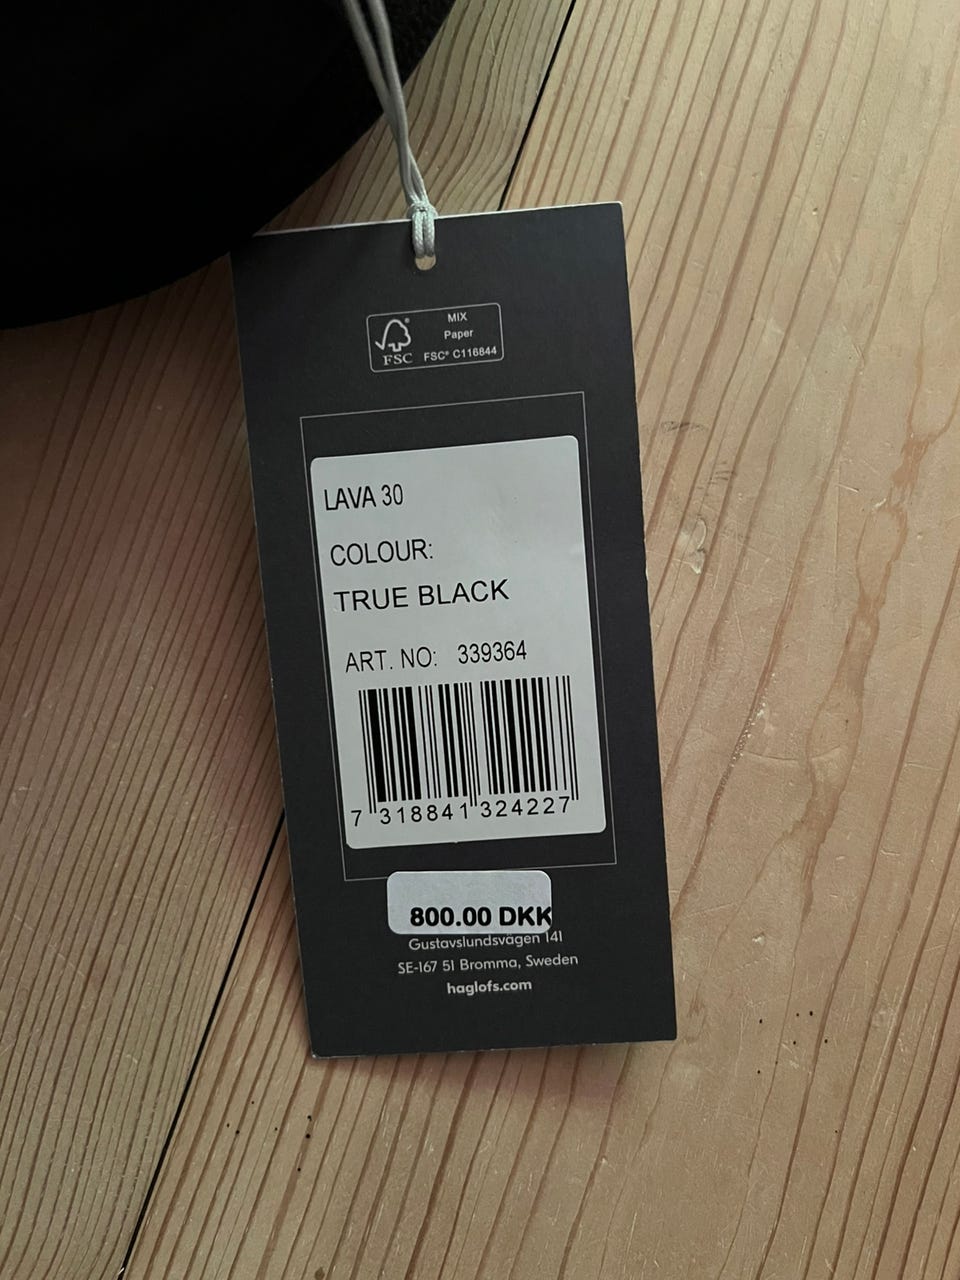 MIX
Paper
FSC® C116844
®
FSC
LAVA 30
COLOUR:
TRUE BLACK
ART. NO: 339364
7 318841 324227
800.00 DKK
Gustavslundsvägen 141
SE-167 51 Bromma, Sweden
haglofs.com